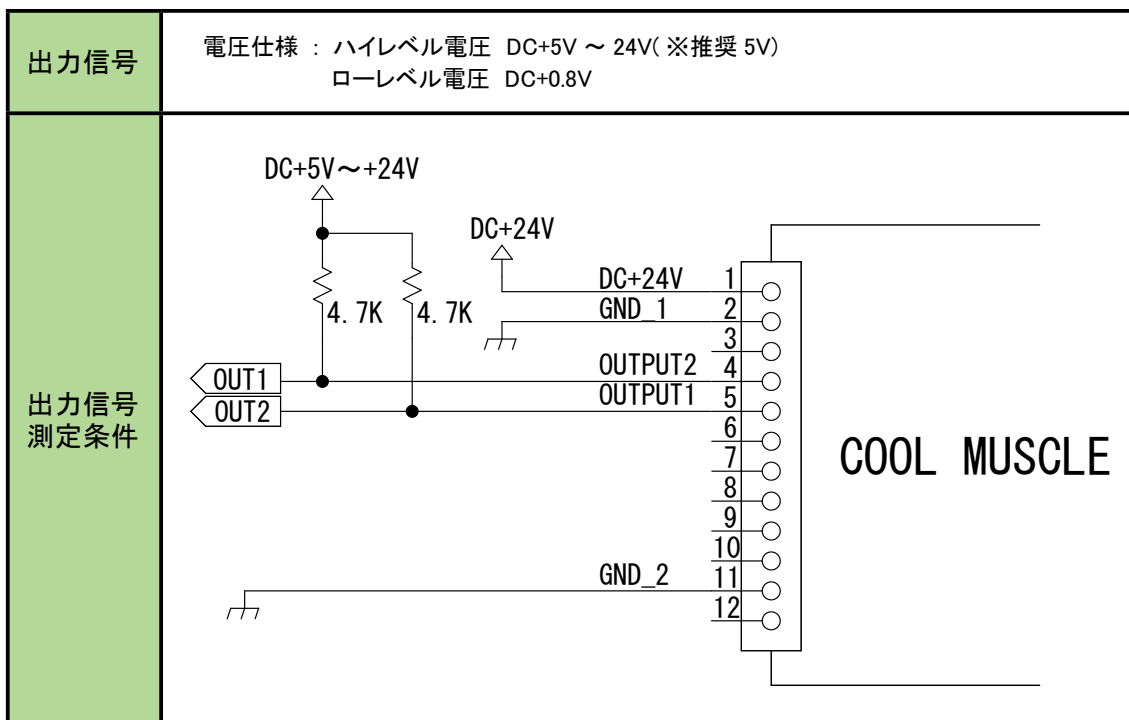 出力信号
電圧仕様 : ハイレベル電圧 DC+5V ~ 24V( ※推奨 5V)
ローレベル電圧 DC+0.8V
出力信号
測定条件
DC+5V～+24V
DC+24V
4.7K
4.7K
OUT1
OUT2
DC+24V
GND_1
OUTPUT2
OUTPUT1
GND_2
1
2
3
4
5
6
7
8
9
10
11
12
COOL MUSCLE